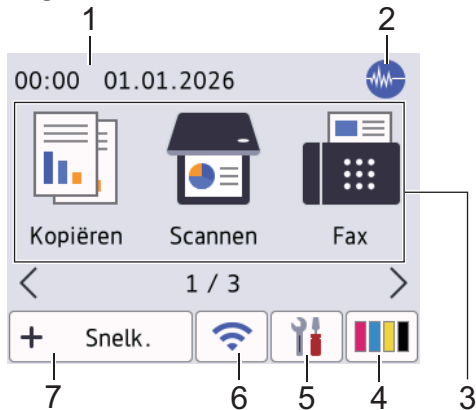 1 2
00:00 01.01.2026
Kopiëren Scannen Fax
1 / 3
+ Snelk.
7 6 5 4 3